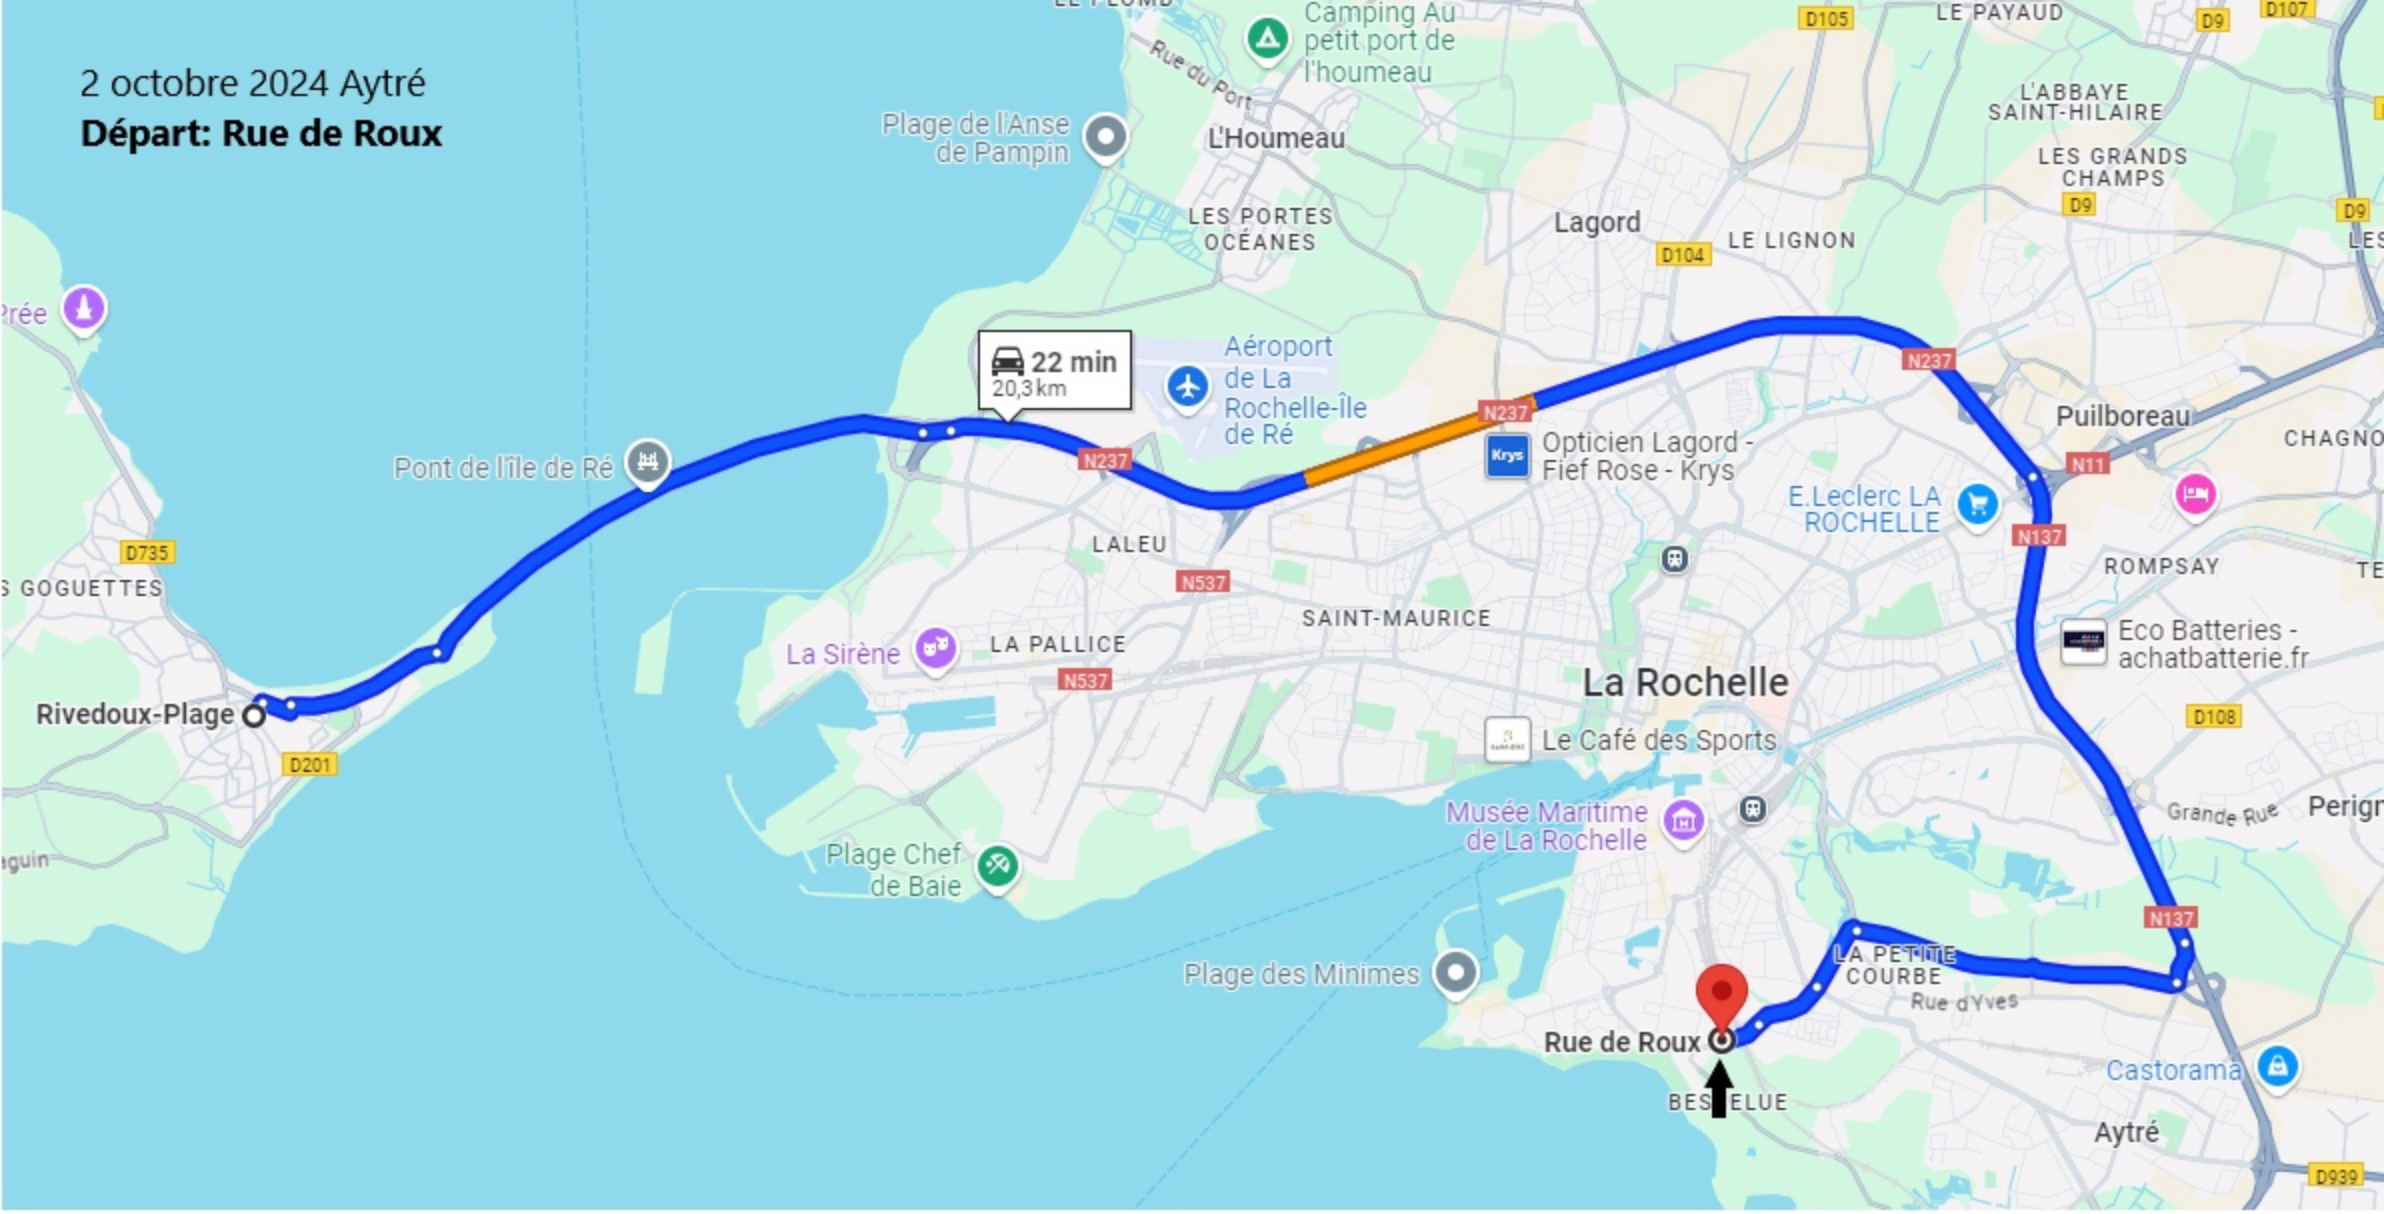 2 octobre 2024 Aytré
Départ: Rue de Roux
Camping Au
petit port de
l'houmeau
Rue du Port
D105
LE PAYAUD
D9
D107
Plage de l'Anse
de Pampin
L'Houmeau
L'ABBAYE
SAINT-HILAIRE
LES GRANDS
CHAMPS
D9
D9
LES PORTES
OCÉANES
Lagord
D104
LE LIGNON
Prée
22 min
20,3 km
Aéroport
de La
Rochelle-Île
de Ré
N237
N237
N237
Puilboreau
CHAGNO
N11
Opticien Lagord -
Fief Rose - Krys
Krys
Pont de l'île de Ré
E.Leclerc LA
ROCHELLE
N137
D735
LALEU
N537
ROMPSAY
GOGUETTES
SAINT-MAURICE
La Sirène
LA PALLICE
N537
Eco Batteries -
achatbatterie.fr
La Rochelle
Rivedoux-Plage
D201
D108
Le Café des Sports
Musée Maritime
de La Rochelle
Grande Rue
Perign
aguin
Plage Chef
de Baie
N137
LA PETITE
COURBE
Plage des Minimes
Rue d'Yves
Rue de Roux
Castorama
Aytré
D939